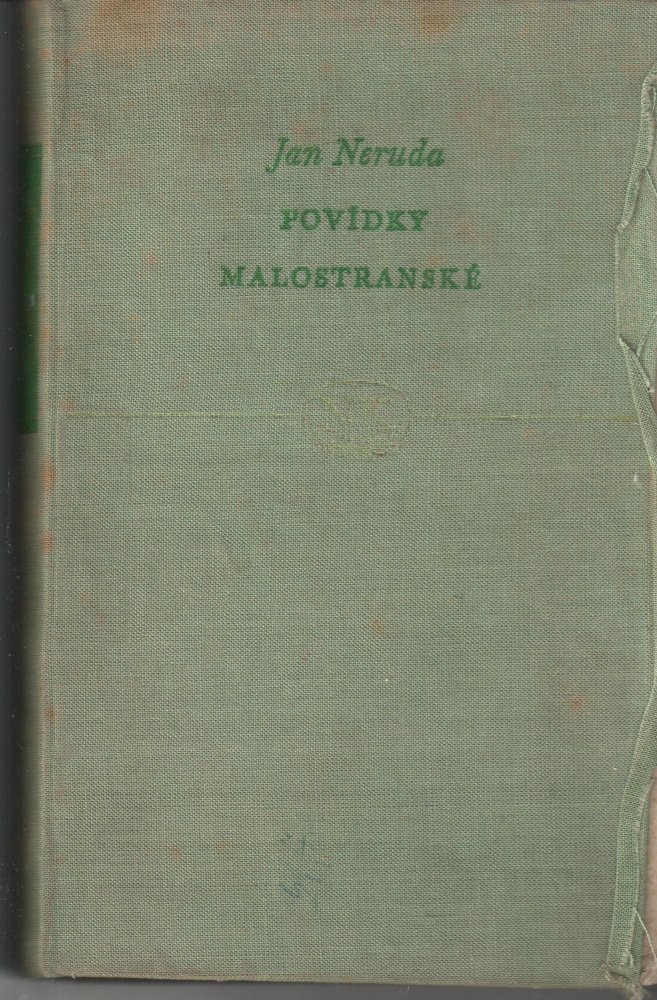 Jan Neruda
POVÍDKY
MALOSTRANSKÉ